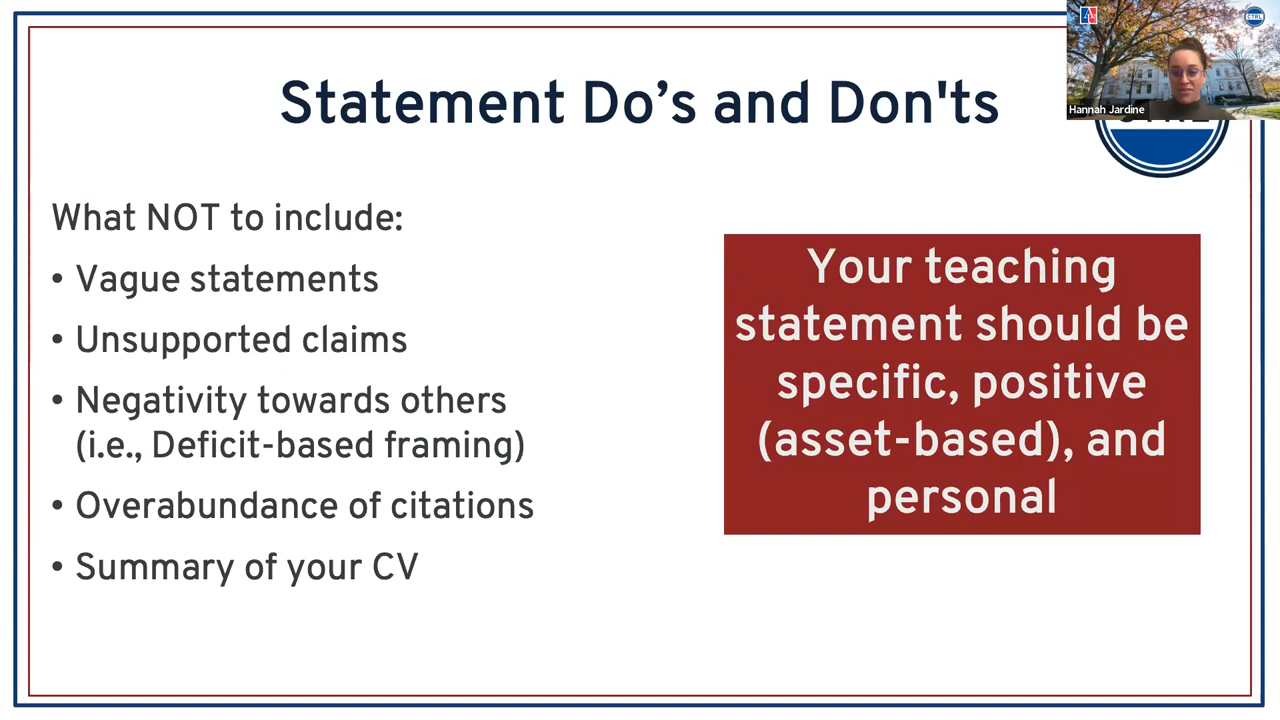 Statement Do’s and Don'ts
CTRL
Hannah Jardine
What NOT to include:
• Vague statements
• Unsupported claims
• Negativity towards others
(i.e., Deficit-based framing)
• Overabundance of citations
• Summary of your CV
Your teaching
statement should be
specific, positive
(asset-based), and
personal